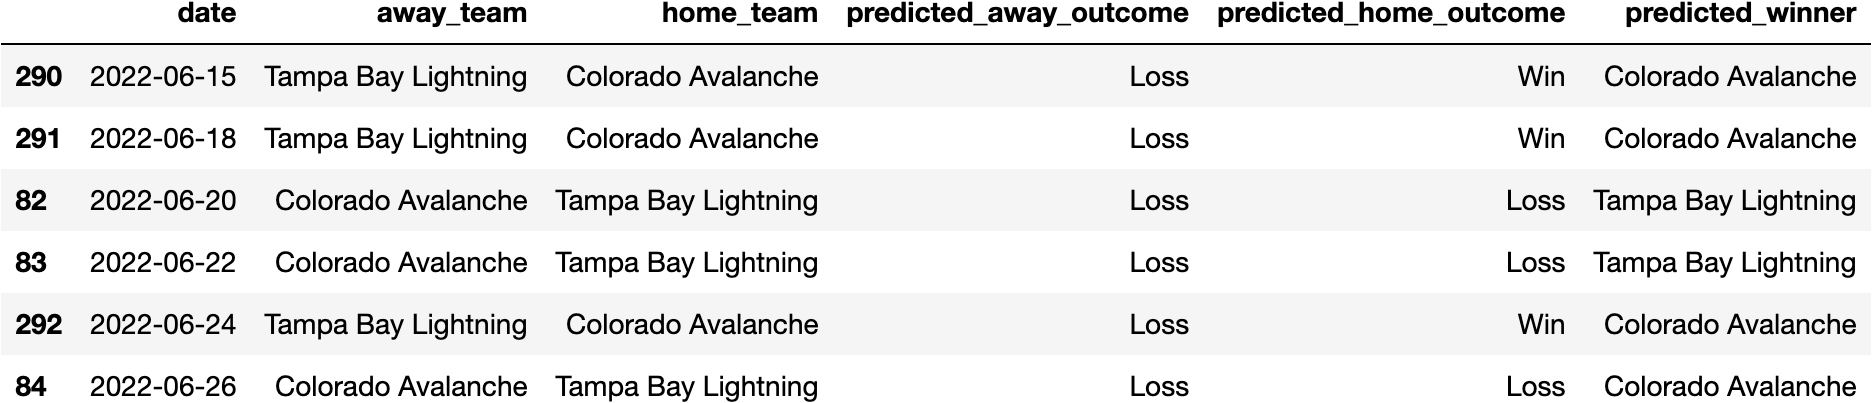 date away_team home_team predicted_away_outcome predicted_home_outcome predicted_winner
290 2022-06-15 Tampa Bay Lightning Colorado Avalanche Loss Win Colorado Avalanche
291 2022-06-18 Tampa Bay Lightning Colorado Avalanche Loss Win Colorado Avalanche
82 2022-06-20 Colorado Avalanche Tampa Bay Lightning Loss Loss Tampa Bay Lightning
83 2022-06-22 Colorado Avalanche Tampa Bay Lightning Loss Loss Tampa Bay Lightning
292 2022-06-24 Tampa Bay Lightning Colorado Avalanche Loss Win Colorado Avalanche
84 2022-06-26 Colorado Avalanche Tampa Bay Lightning Loss Loss Colorado Avalanche